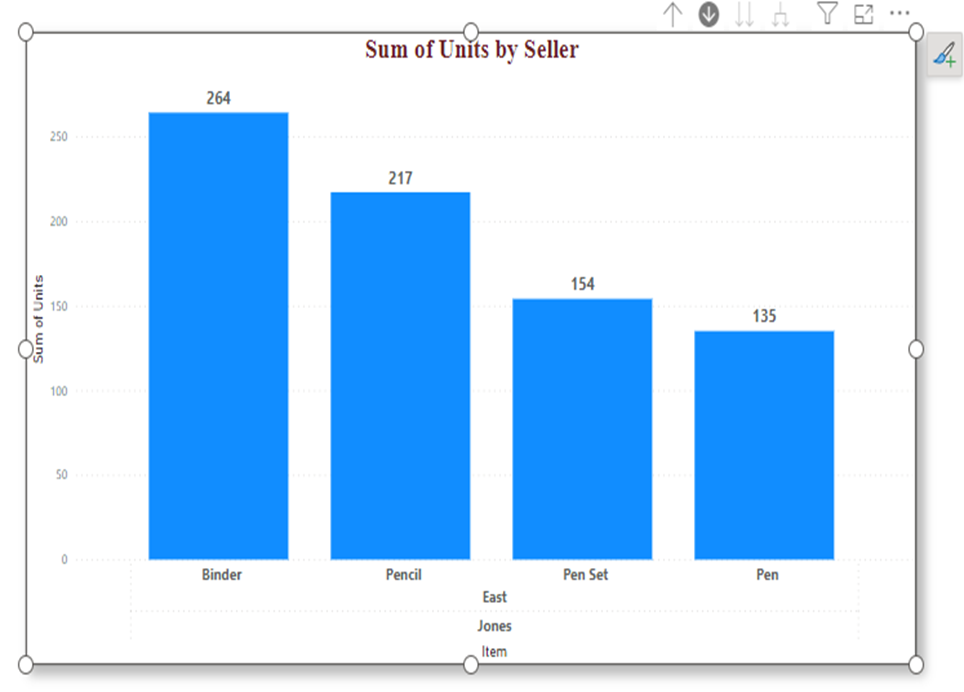 Sum of Units by Seller
264
250
217
200
154
150
135
Sum of Units
100
50
0
Binder Pencil Pen Set Pen
East
Jones
Item